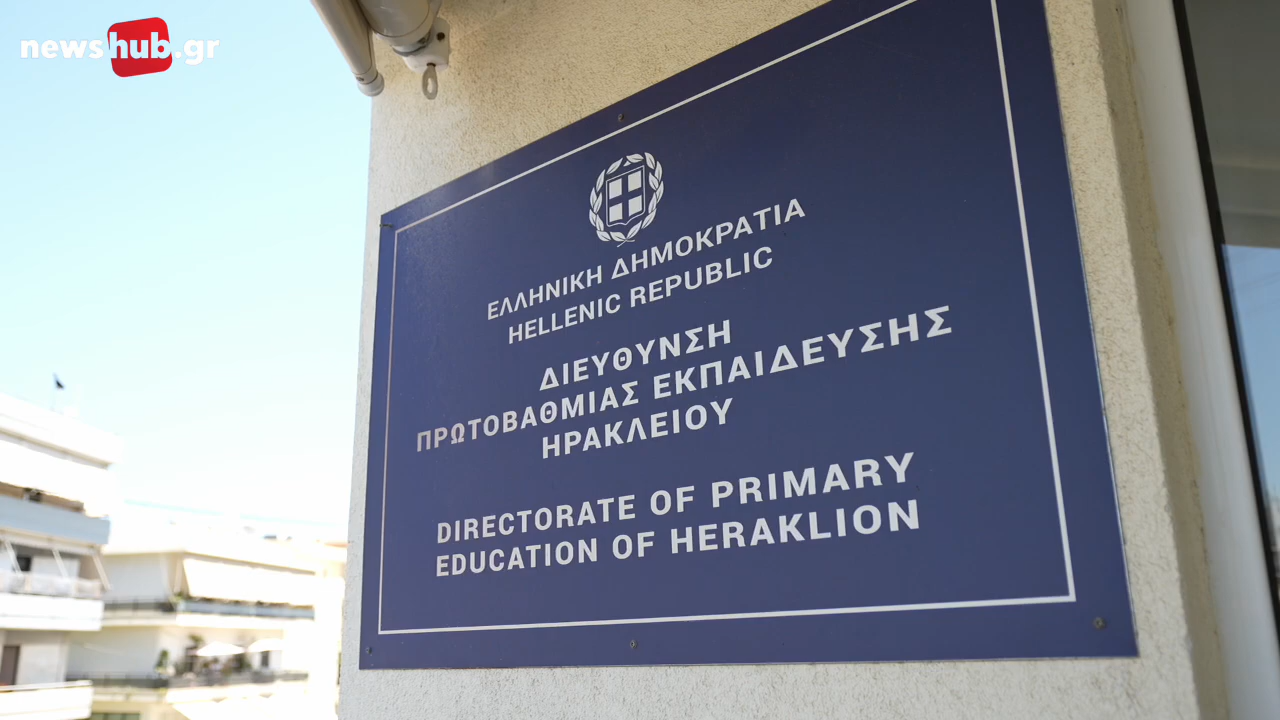 newshub.gr
ΕΛΛΗΝΙΚΗ ΔΗΜΟΚΡΑΤΙΑ
HELLENIC REPUBLIC
ΔΙΕΥΘΥΝΣΗ
ΠΡΩΤΟΒΑΘΜΙΑΣ ΕΚΠΑΙΔΕΥΣΗΣ
ΗΡΑΚΛΕΙΟΥ
DIRECTORATE OF PRIMARY
EDUCATION OF HERAKLION